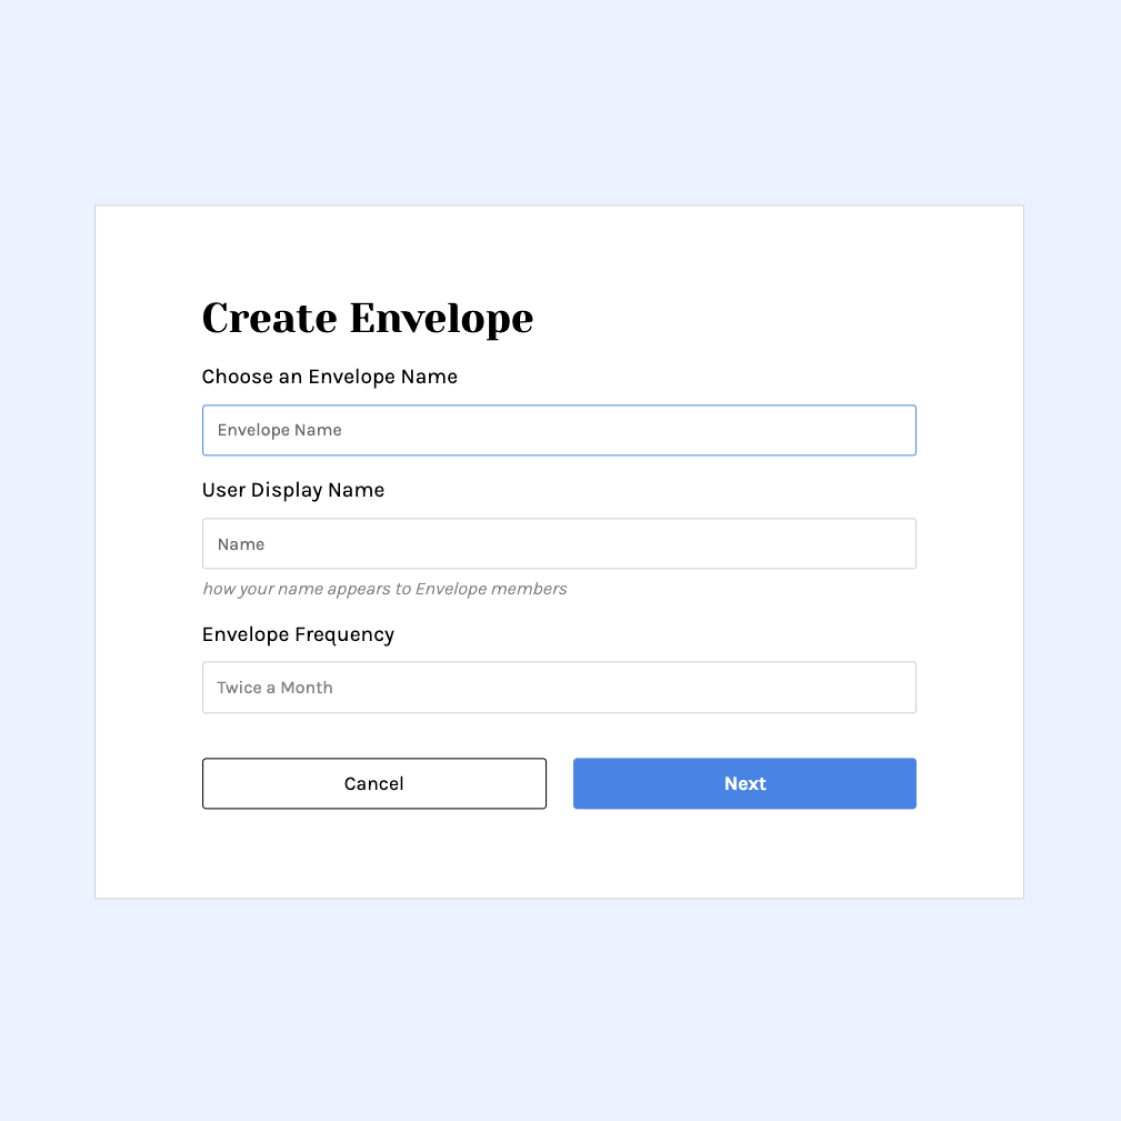 Create Envelope
Choose an Envelope Name
Envelope Name
User Display Name
Name
how your name appears to Envelope members
Envelope Frequency
Twice a Month
Cancel
Next